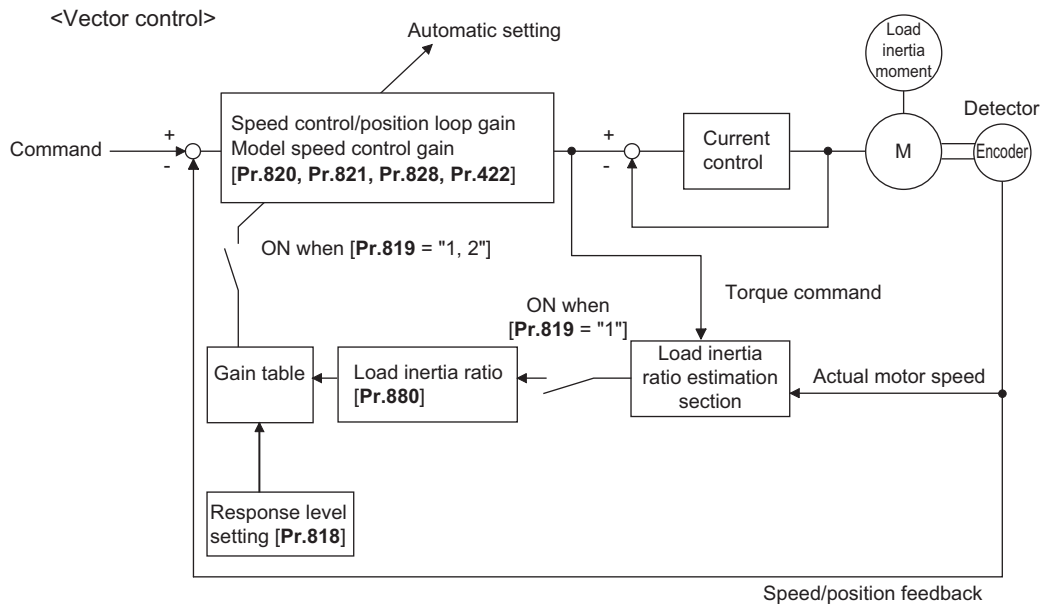 <Vector control>
Automatic setting
Load
inertia
moment
Detector
Command
+
-
Speed control/position loop gain
Model speed control gain
[Pr.820, Pr.821, Pr.828, Pr.422]
+
-
Current
control
M
Encoder
ON when [Pr.819 = "1, 2"]
Torque command
ON when
[Pr.819 = "1"]
Gain table
Load inertia ratio
[Pr.880]
Load inertia
ratio estimation
section
Actual motor speed
Response level
setting [Pr.818]
Speed/position feedback